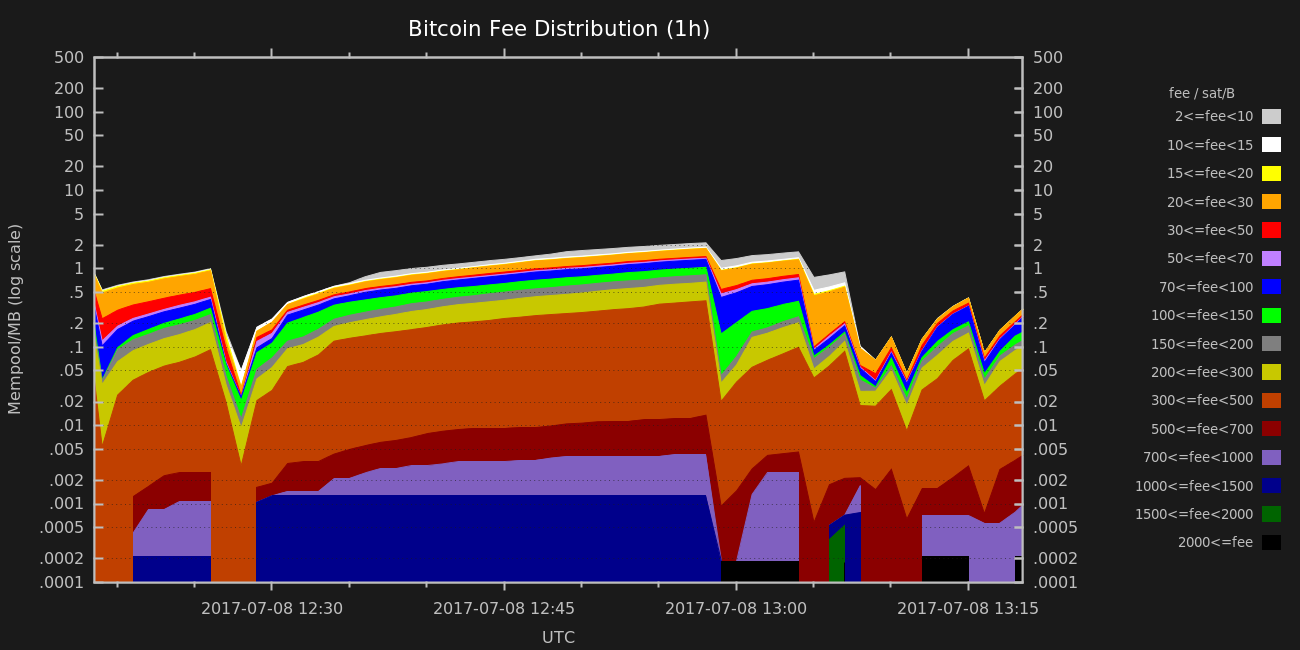 Bitcoin Fee Distribution (1h)
500 500
200 200
100 100
50 50
20 20
10 10
5 5
2 2
1 1
.5 .5
.2 .2
.1 .1
.05 .05
.02 .02
.01 .01
.005 .005
.002 .002
.001 .001
.0005 .0005
.0002 .0002
.0001 .0001
Mempool/MB (log scale)
2017-07-08 12:30 2017-07-08 12:45 2017-07-08 13:00 2017-07-08 13:15
UTC
fee / sat/B
2<=fee<10
10<=fee<15
15<=fee<20
20<=fee<30
30<=fee<50
50<=fee<70
70<=fee<100
100<=fee<150
150<=fee<200
200<=fee<300
300<=fee<500
500<=fee<700
700<=fee<1000
1000<=fee<1500
1500<=fee<2000
2000<=fee